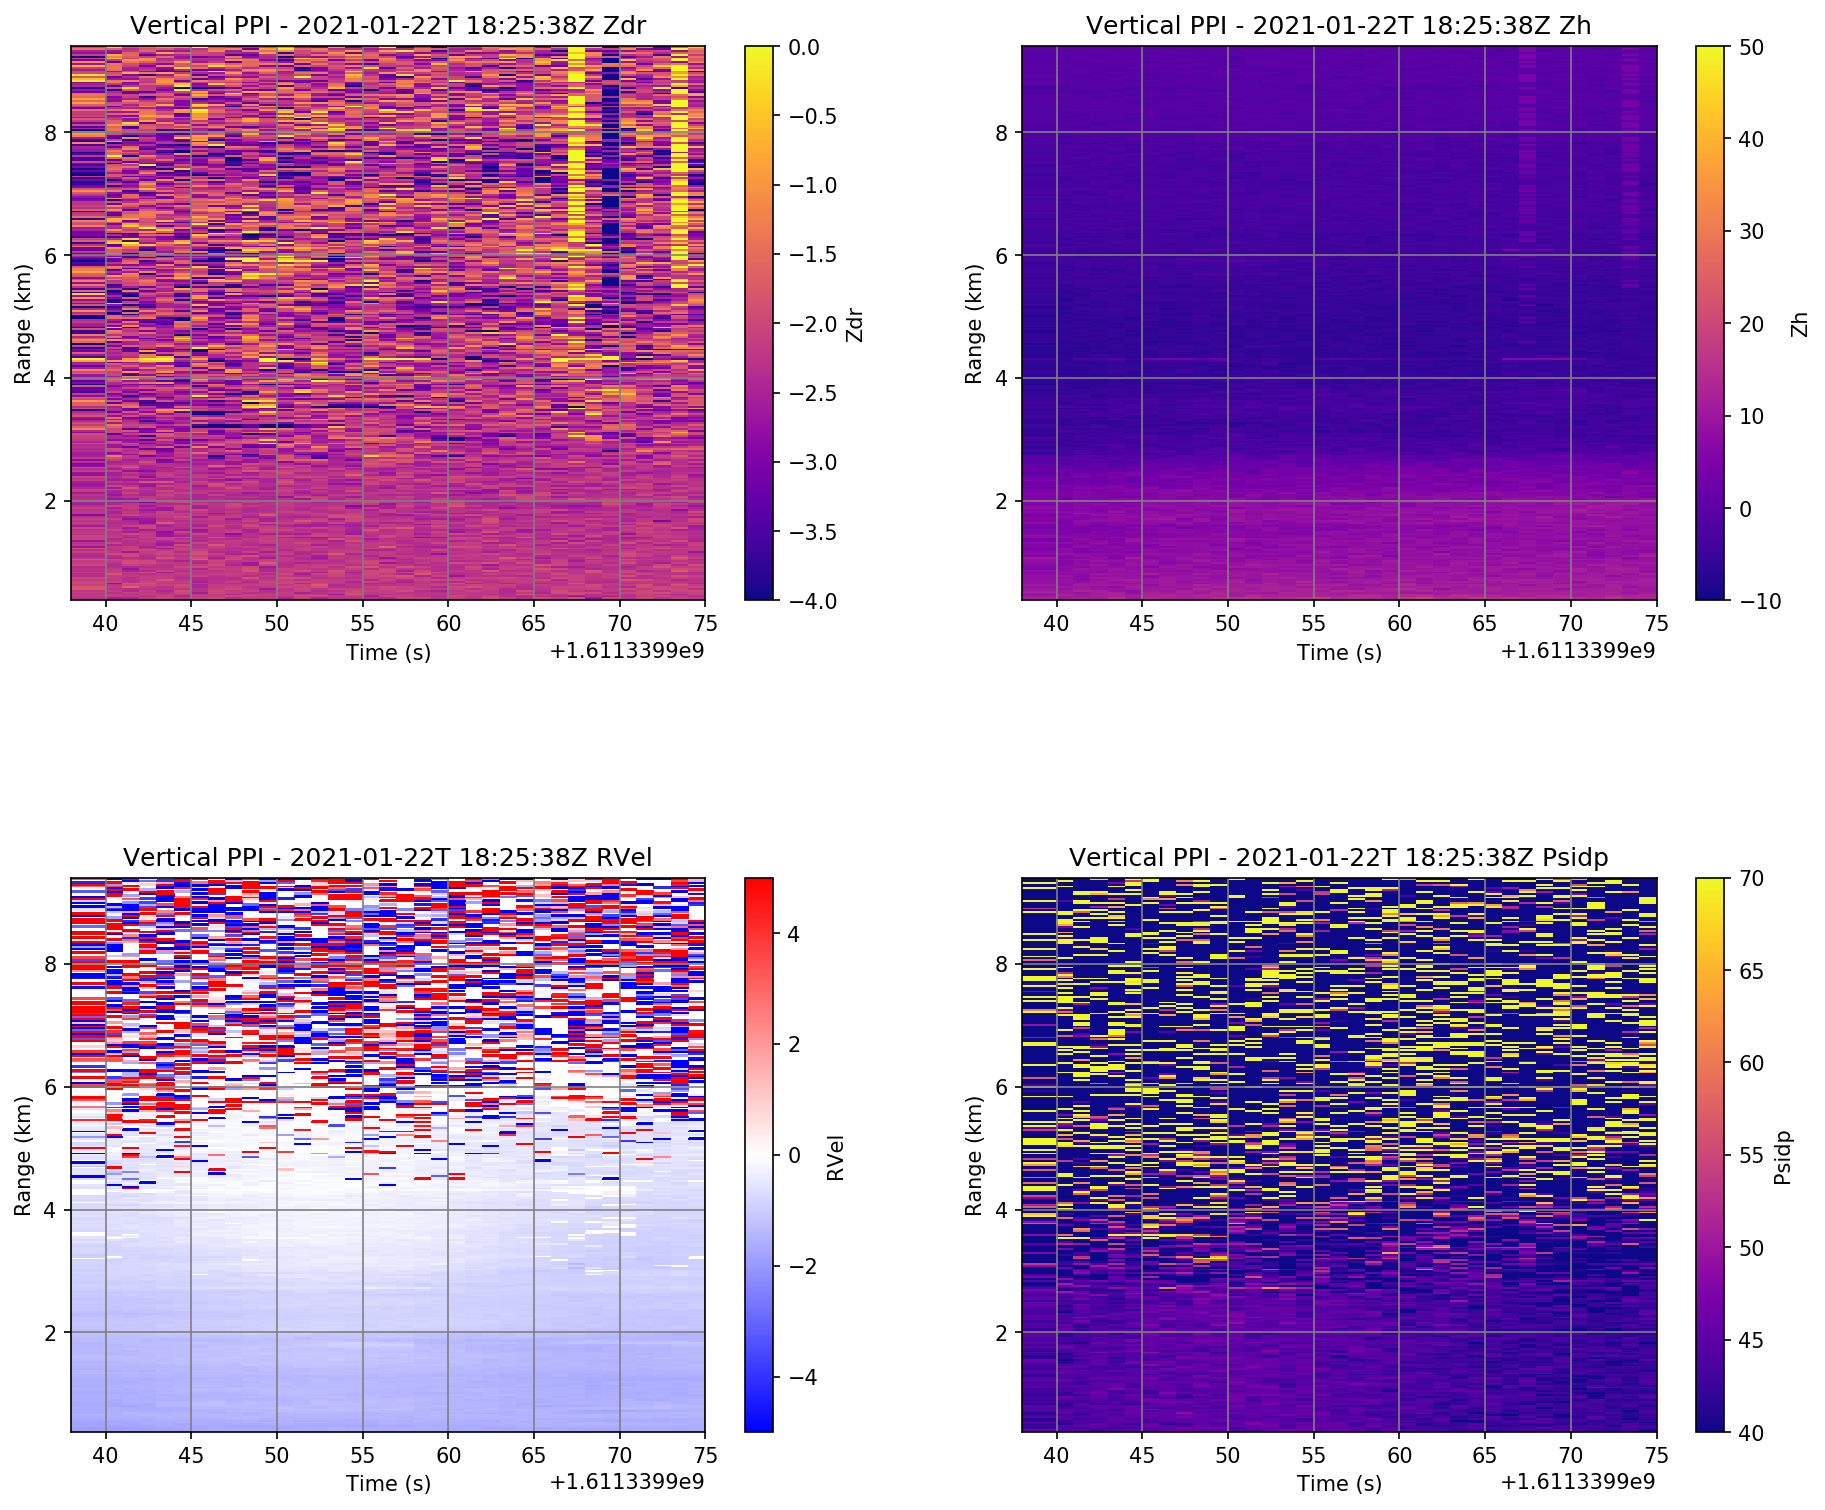 Vertical PPI - 2021-01-22T 18:25:38Z Zdr
Range (km)
8
6
4
2
40 45 50 55 60 65 70 75
Time (s)
+1.6113399e9
0.0
−0.5
−1.0
−1.5
−2.0
−2.5
−3.0
−3.5
−4.0
Zdr
Vertical PPI - 2021-01-22T 18:25:38Z Zh
Range (km)
8
6
4
2
40 45 50 55 60 65 70 75
Time (s)
+1.6113399e9
50
40
30
20
10
0
−10
Zh
Vertical PPI - 2021-01-22T 18:25:38Z RVel
Range (km)
8
6
4
2
40 45 50 55 60 65 70 75
Time (s)
+1.6113399e9
4
2
0
−2
−4
RVel
Vertical PPI - 2021-01-22T 18:25:38Z Psidp
Range (km)
8
6
4
2
40 45 50 55 60 65 70 75
Time (s)
+1.6113399e9
70
65
60
55
50
45
40
Psidp